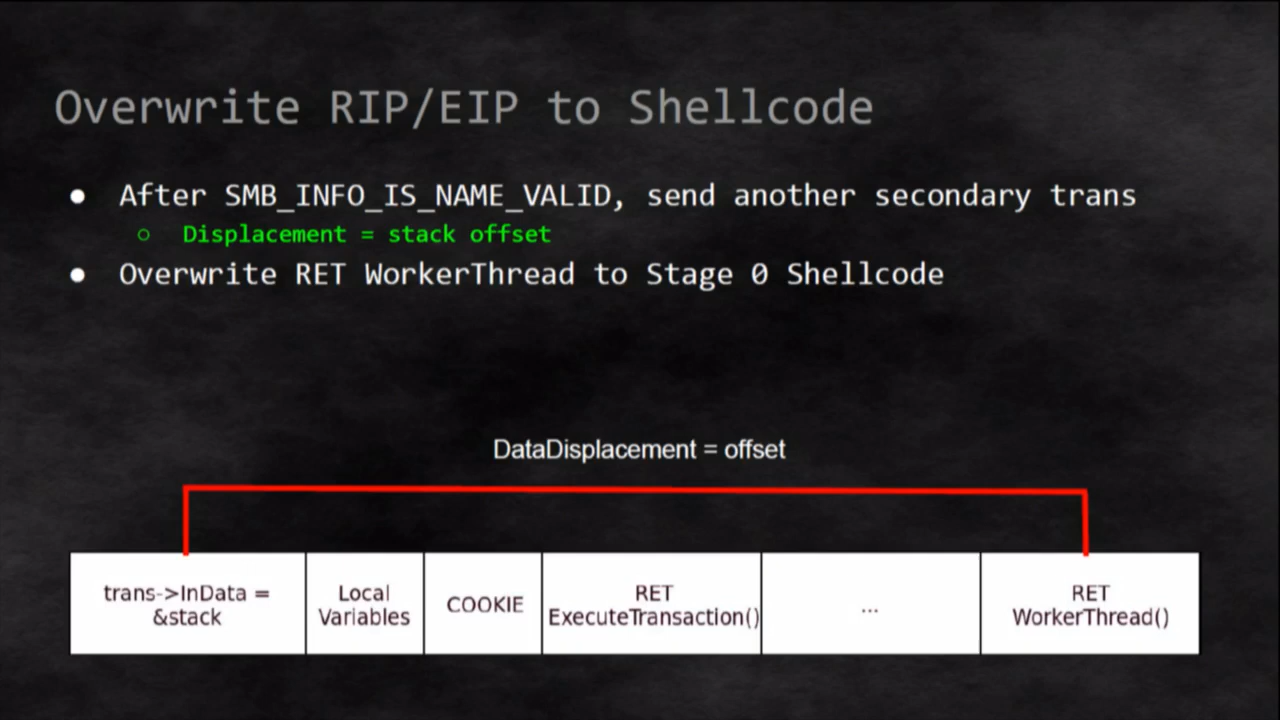 Overwrite RIP/EIP to Shellcode
● After SMB_INFO_IS_NAME_VALID, send another secondary trans
○ Displacement = stack offset
● Overwrite RET WorkerThread to Stage 0 Shellcode
DataDisplacement = offset
trans->InData =
&stack
Local
Variables
COOKIE
RET
ExecuteTransaction()
...
RET
WorkerThread()